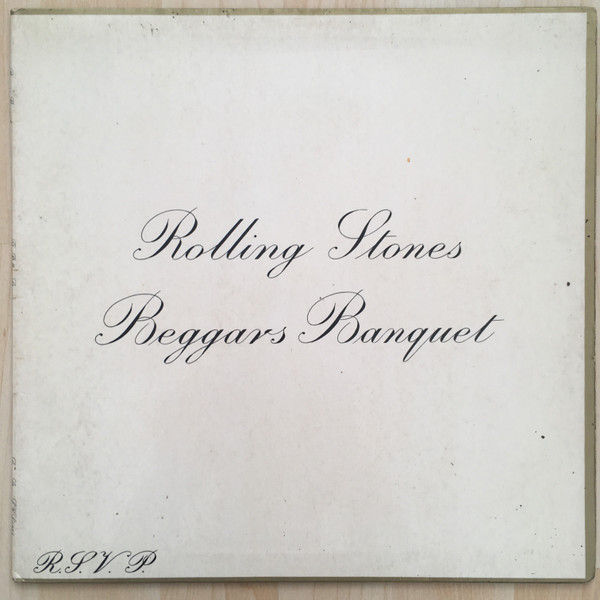 Rolling Stones
Beggars Banquet
R.S.V.P.